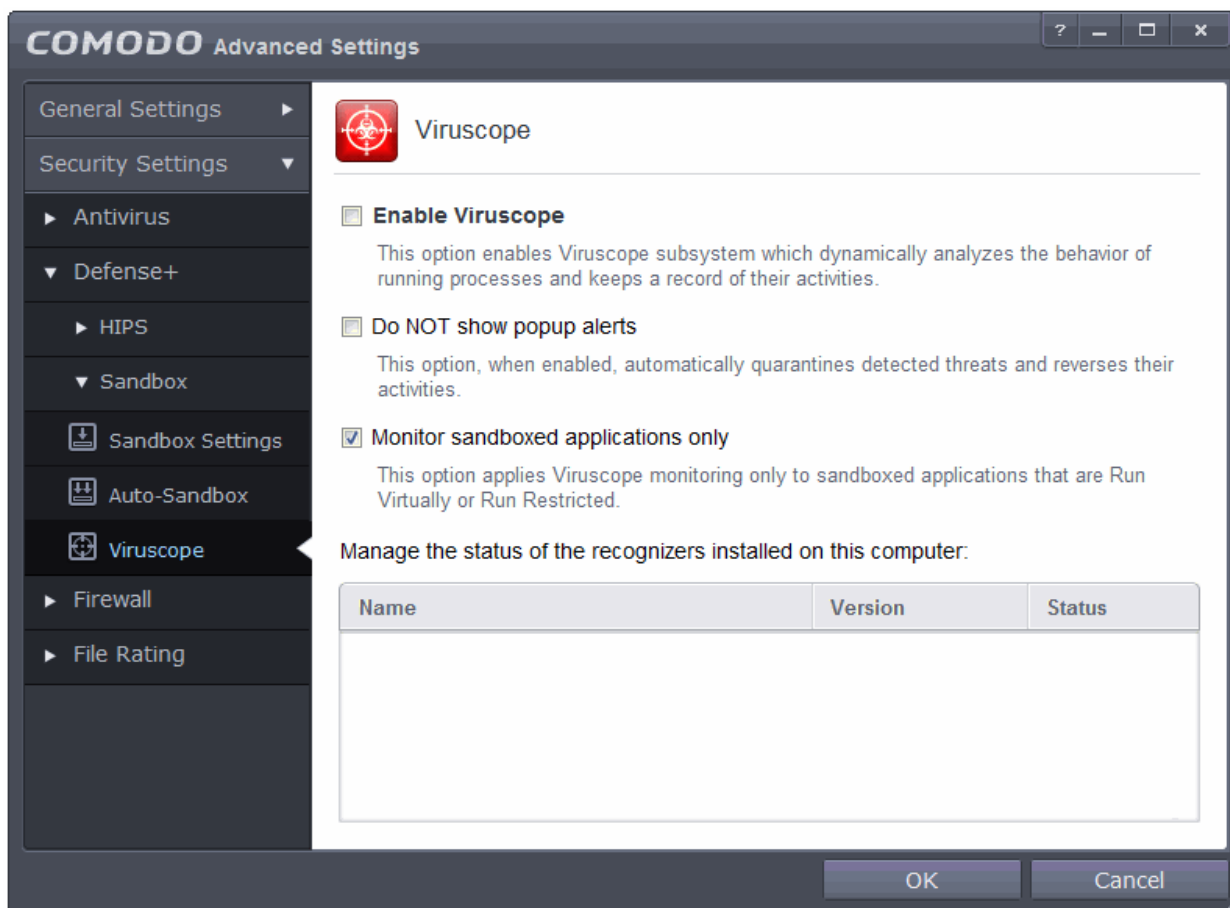 COMODO Advanced Settings
?
General Settings
Security Settings
Antivirus
Defense+
HIPS
Sandbox
Sandbox Settings
Auto-Sandbox
Viruscope
Firewall
File Rating
Viruscope
Enable Viruscope
This option enables Viruscope subsystem which dynamically analyzes the behavior of
running processes and keeps a record of their activities.
Do NOT show popup alerts
This option, when enabled, automatically quarantines detected threats and reverses their
activities.
Monitor sandboxed applications only
This option applies Viruscope monitoring only to sandboxed applications that are Run
Virtually or Run Restricted.
Manage the status of the recognizers installed on this computer:
Name Version Status
OK Cancel